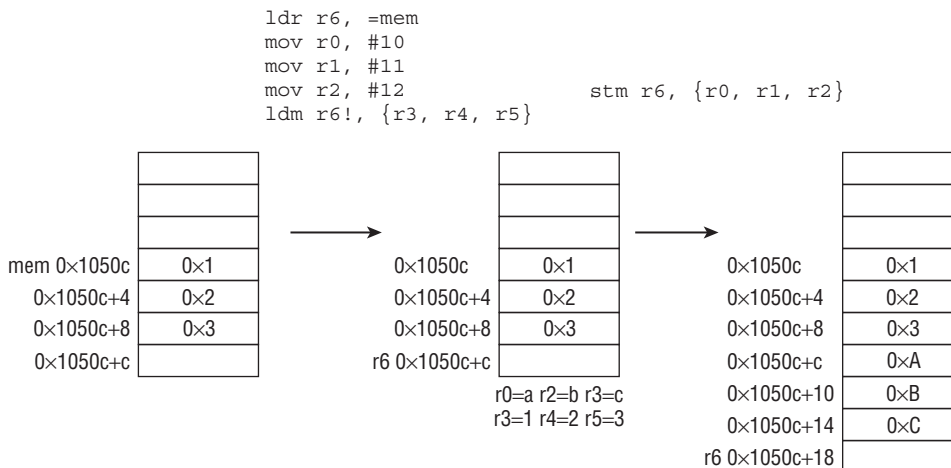 ldr r6, =mem
mov r0, #10
mov r1, #11
mov r2, #12
ldm r6!, {r3, r4, r5}
stm r6, {r0, r1, r2}
mem 0×1050c 0×1
0×1050c+4 0×2
0×1050c+8 0×3
0×1050c+c
0×1050c 0×1
0×1050c+4 0×2
0×1050c+8 0×3
r6 0×1050c+c
r0=a r2=b r3=c
r3=1 r4=2 r5=3
0×1050c 0×1
0×1050c+4 0×2
0×1050c+8 0×3
0×1050c+c 0×A
0×1050c+10 0×B
0×1050c+14 0×C
r6 0×1050c+18